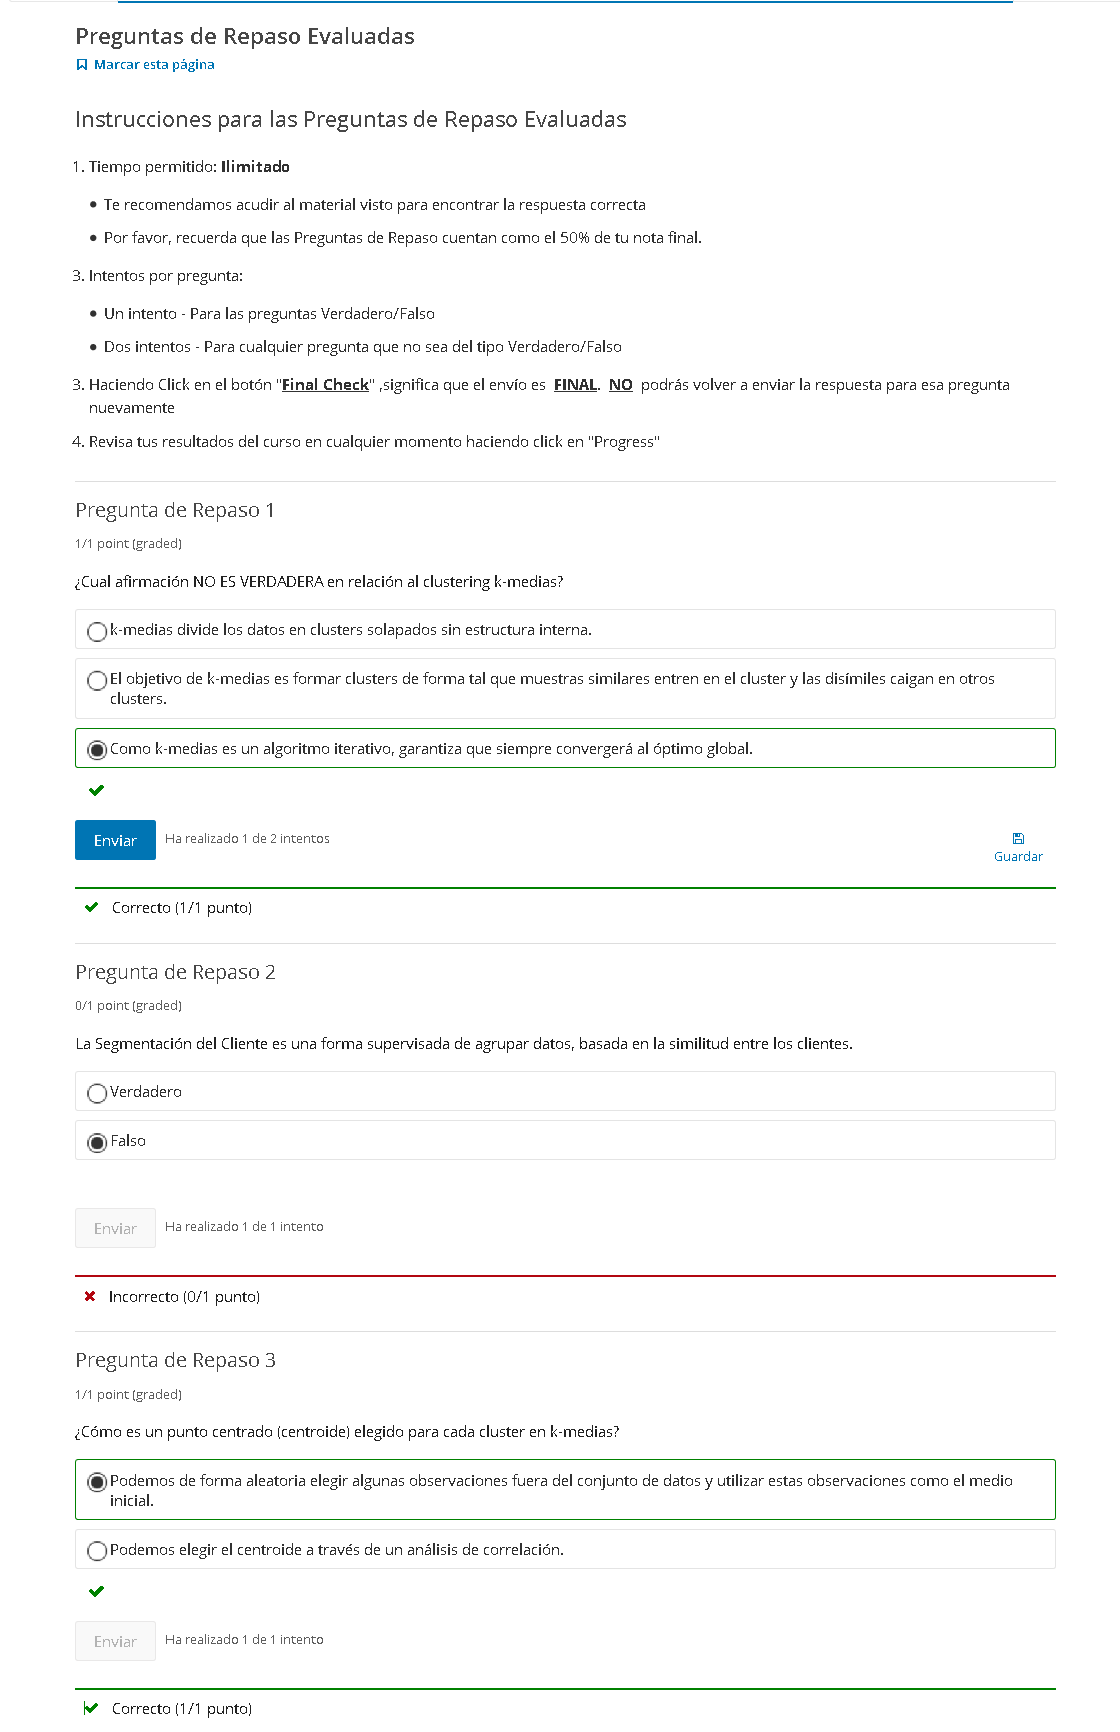 Preguntas de Repaso Evaluadas
Marcar esta página
Instrucciones para las Preguntas de Repaso Evaluadas
1. Tiempo permitido: Ilimitado
• Te recomendamos acudir al material visto para encontrar la respuesta correcta
• Por favor, recuerda que las Preguntas de Repaso cuentan como el 50% de tu nota final.
3. Intentos por pregunta:
• Un intento - Para las preguntas Verdadero/Falso
• Dos intentos - Para cualquier pregunta que no sea del tipo Verdadero/Falso
3. Haciendo Click en el botón "Final Check" ,significa que el envío es FINAL. NO podrás volver a enviar la respuesta para esa pregunta
nuevamente
4. Revisa tus resultados del curso en cualquier momento haciendo click en "Progress"
Pregunta de Repaso 1
1/1 point (graded)
¿Cual afirmación NO ES VERDADERA en relación al clustering k-medias?
k-medias divide los datos en clusters solapados sin estructura interna.
El objetivo de k-medias es formar clusters de forma tal que muestras similares entren en el cluster y las disímiles caigan en otros
clusters.
Como k-medias es un algoritmo iterativo, garantiza que siempre convergerá al óptimo global.
Enviar
Ha realizado 1 de 2 intentos
Guardar
Correcto (1/1 punto)
Pregunta de Repaso 2
0/1 point (graded)
La Segmentación del Cliente es una forma supervisada de agrupar datos, basada en la similitud entre los clientes.
Verdadero
Falso
Enviar
Ha realizado 1 de 1 intento
Incorrecto (0/1 punto)
Pregunta de Repaso 3
1/1 point (graded)
¿Cómo es un punto centrado (centroide) elegido para cada cluster en k-medias?
Podemos de forma aleatoria elegir algunas observaciones fuera del conjunto de datos y utilizar estas observaciones como el medio
inicial.
Podemos elegir el centroide a través de un análisis de correlación.
Enviar
Ha realizado 1 de 1 intento
Correcto (1/1 punto)